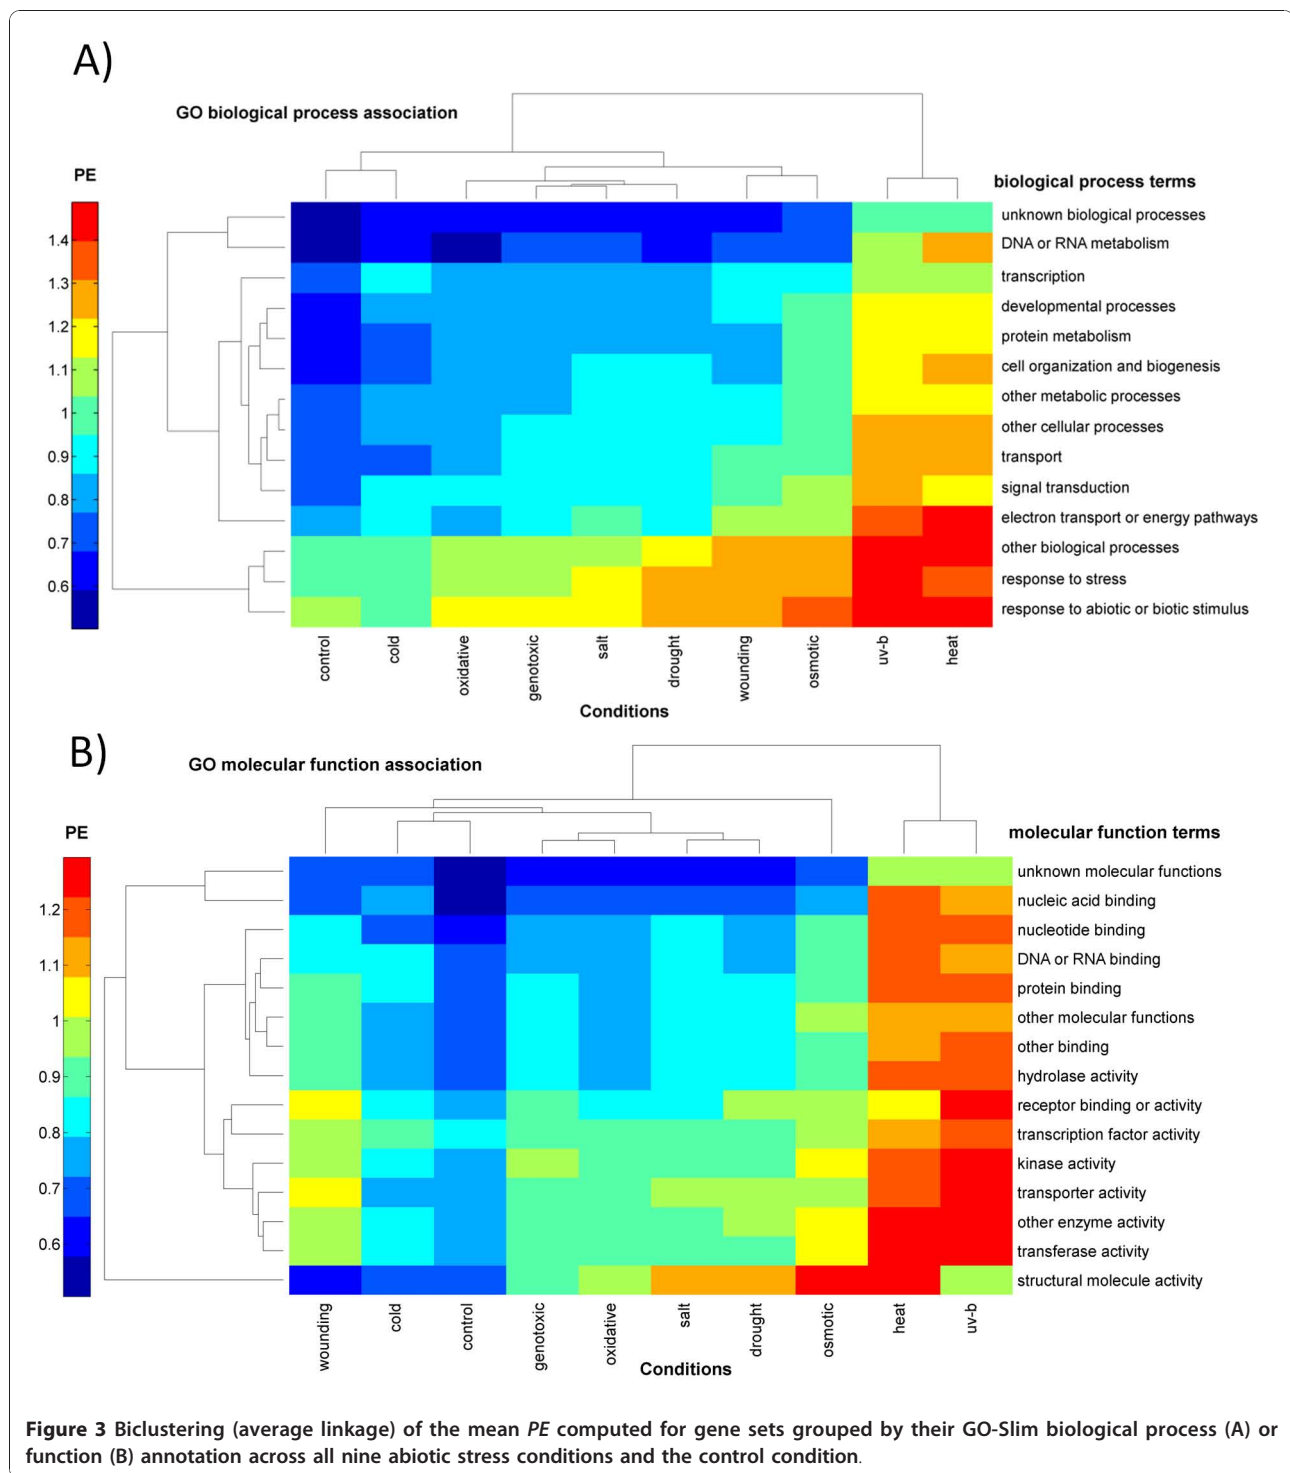 A)
GO biological process association
PE
1.4
1.3
1.2
1.1
1
0.9
0.8
0.7
0.6
biological process terms
unknown biological processes
DNA or RNA metabolism
transcription
developmental processes
protein metabolism
cell organization and biogenesis
other metabolic processes
other cellular processes
transport
signal transduction
electron transport or energy pathways
other biological processes
response to stress
response to abiotic or biotic stimulus
control
cold
oxidative
genotoxic
salt
drought
wounding
osmotic
uv-b
heat
Conditions
B)
GO molecular function association
PE
1.2
1.1
1
0.9
0.8
0.7
0.6
molecular function terms
unknown molecular functions
nucleic acid binding
nucleotide binding
DNA or RNA binding
protein binding
other molecular functions
other binding
hydrolase activity
receptor binding or activity
transcription factor activity
kinase activity
transporter activity
other enzyme activity
transferase activity
structural molecule activity
wounding
cold
control
genotoxic
oxidative
salt
drought
osmotic
heat
uv-b
Conditions
Figure 3 Biclustering (average linkage) of the mean PE computed for gene sets grouped by their GO-Slim biological process (A) or
function (B) annotation across all nine abiotic stress conditions and the control condition.